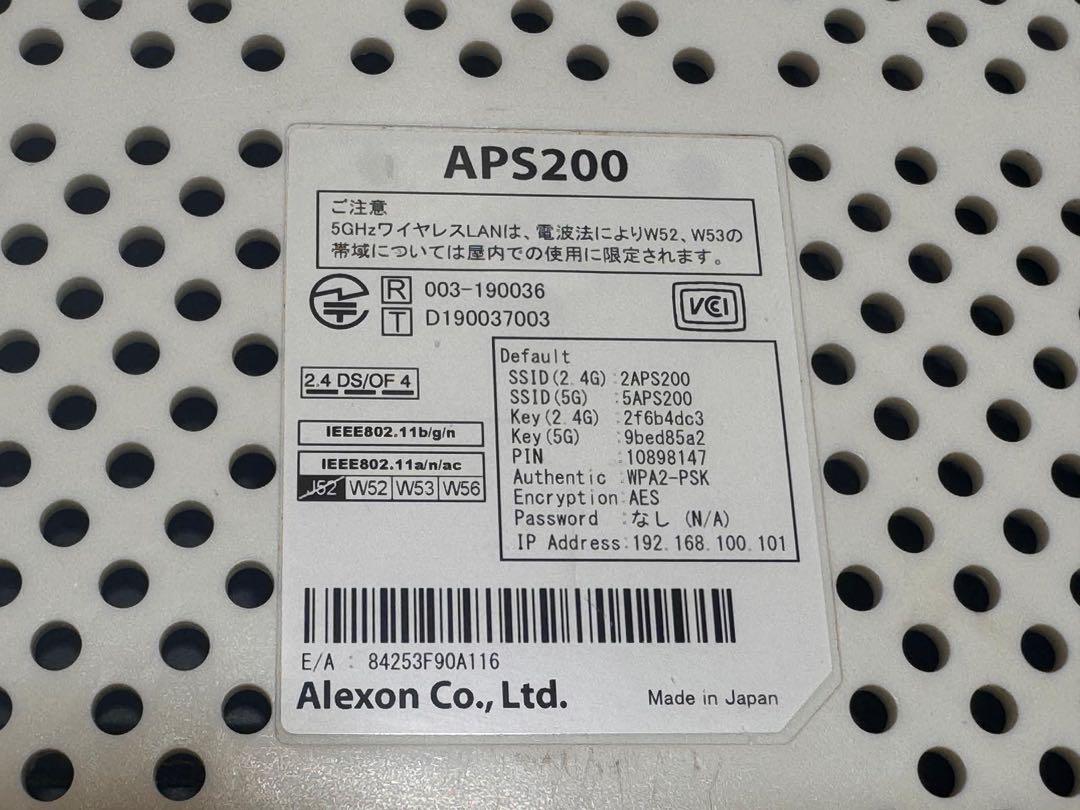 APS200
ご注意
5GHzワイヤレスLANは、電波法によりW52、W53の
帯域については屋内での使用に限定されます。
R 003-190036
T D190037003
VCI
2.4 DS/OF 4
IEEE802.11b/g/n
IEEE802.11a/n/ac
J52 W52 W53 W56
Default
SSID(2.4G) :2APS200
SSID(5G) :5APS200
Key(2.4G) :2f6b4dc3
Key(5G) :9bed85a2
PIN :10898147
Authentic :WPA2-PSK
Encryption:AES
Password :なし (N/A)
IP Address:192.168.100.101
E/A : 84253F90A116
Alexon Co., Ltd.
Made in Japan